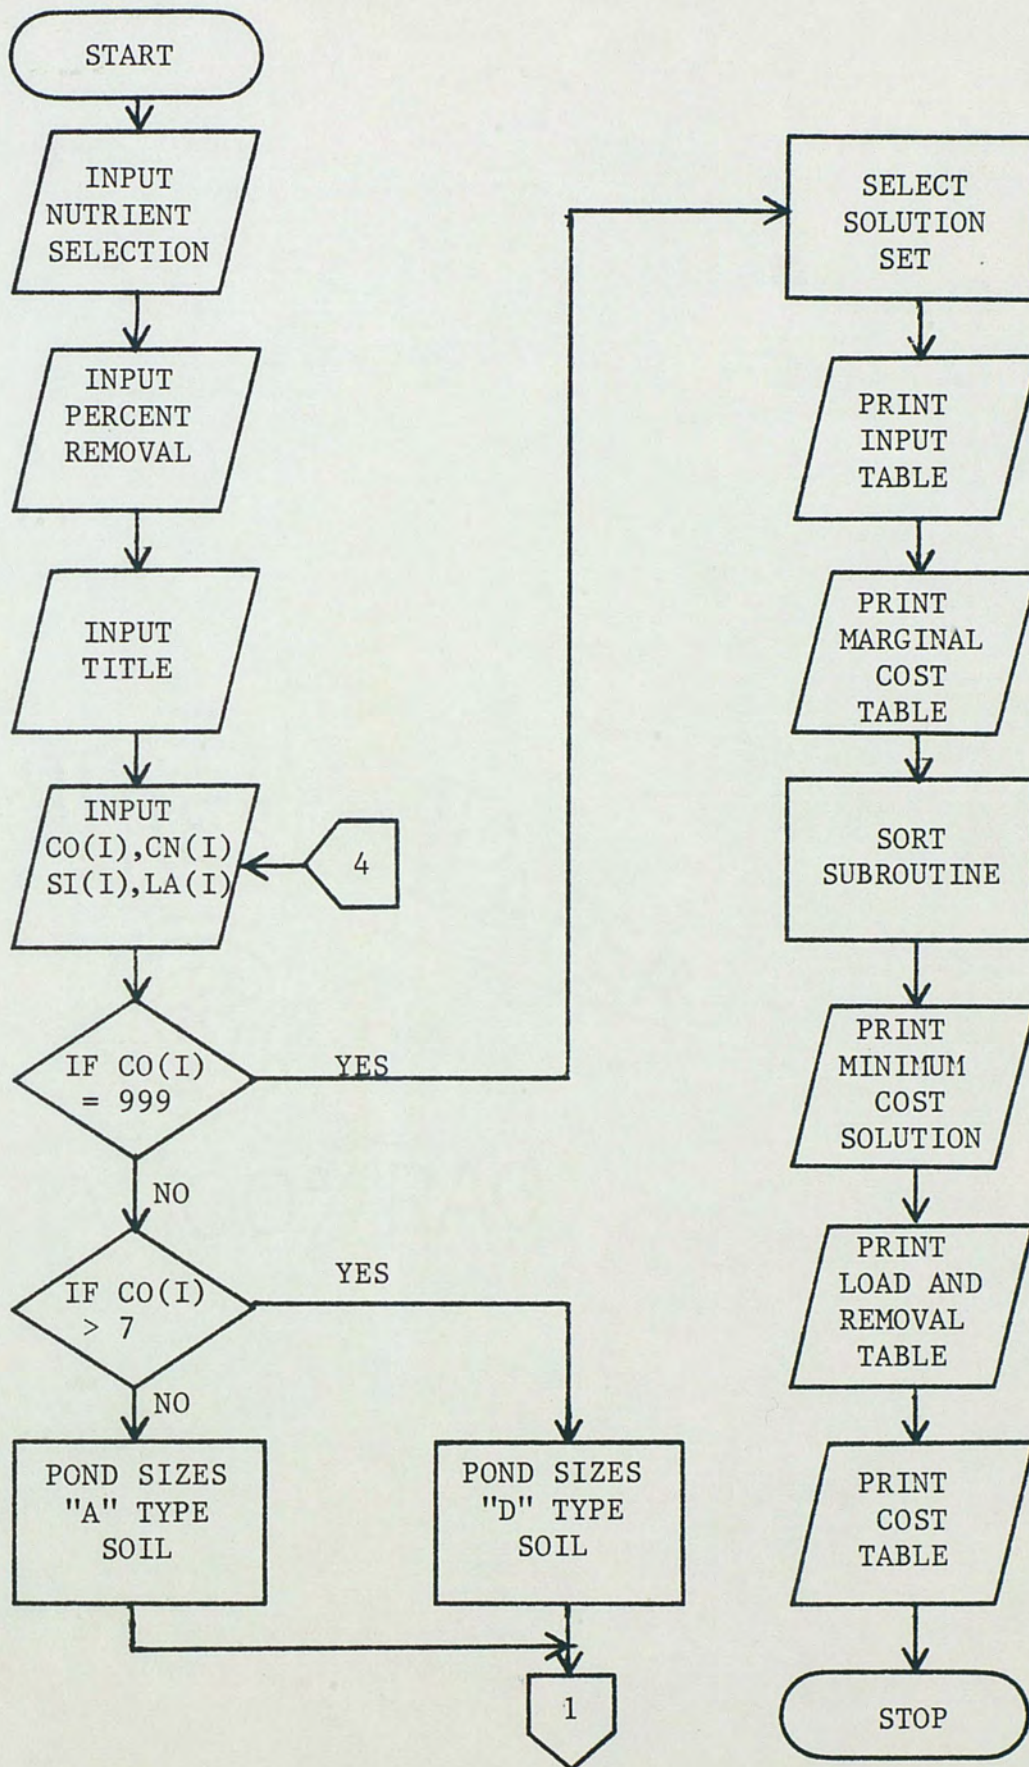 START
INPUT
NUTRIENT
SELECTION
INPUT
PERCENT
REMOVAL
INPUT
TITLE
INPUT
CO(I),CN(I)
SI(I),LA(I)
4
IF CO(I)
= 999
YES
NO
IF CO(I)
> 7
YES
NO
POND SIZES
"A" TYPE
SOIL
POND SIZES
"D" TYPE
SOIL
1
SELECT
SOLUTION
SET
PRINT
INPUT
TABLE
PRINT
MARGINAL
COST
TABLE
SORT
SUBROUTINE
PRINT
MINIMUM
COST
SOLUTION
PRINT
LOAD AND
REMOVAL
TABLE
PRINT
COST
TABLE
STOP